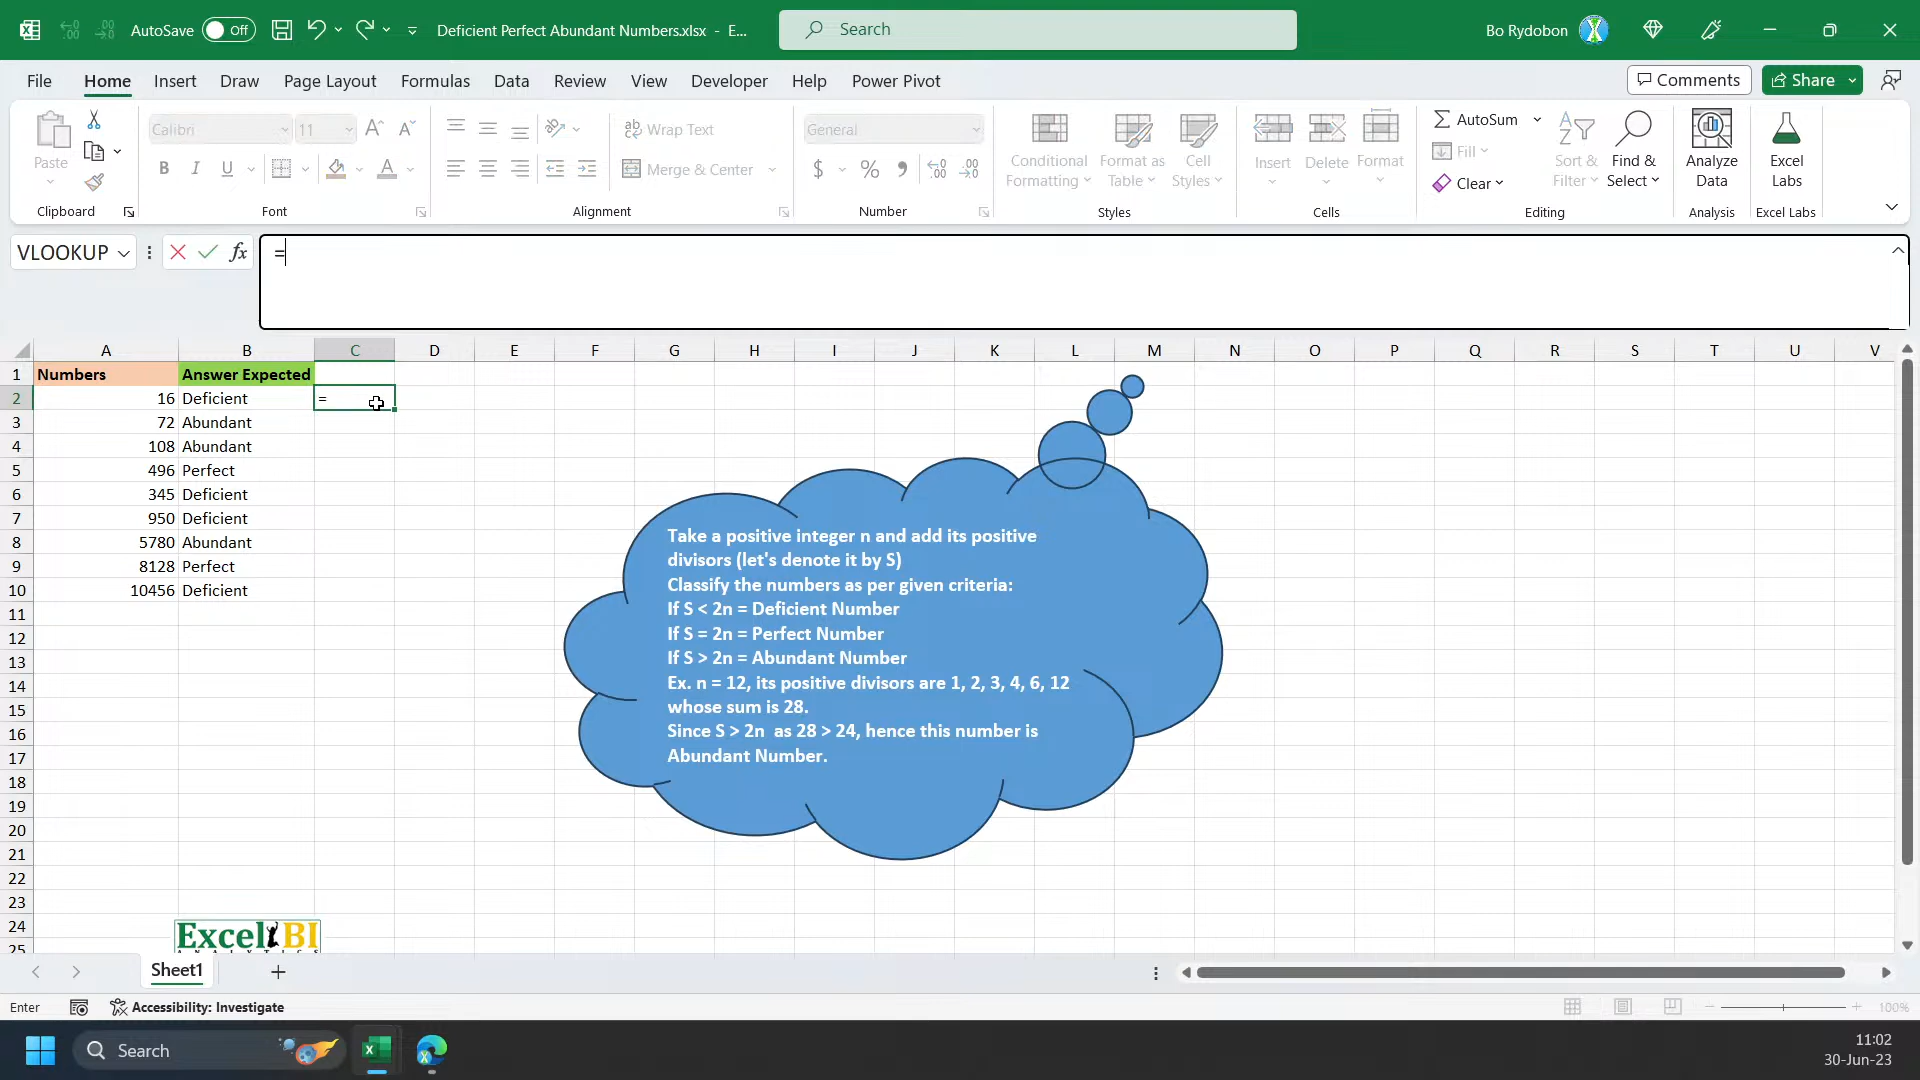 AutoSave Off Deficient Perfect Abundant Numbers.xlsx - E... Search Bo Rydobon
File Home Insert Draw Page Layout Formulas Data Review View Developer Help Power Pivot Comments Share
Paste
Calibri 11
B I U A
ab Wrap Text
Merge & Center
General
$ % 9
Conditional Formatting
Format as Table
Cell Styles
Insert
Delete
Format
AutoSum
Fill
Clear
Sort & Filter
Find & Select
Analyze Data
Excel Labs
Clipboard Font Alignment Number Styles Cells Editing Analysis Excel Labs
VLOOKUP fx =
A B C D E F G H I J K L M N O P Q R S T U V
1 Numbers Answer Expected
2 16 Deficient =
3 72 Abundant
4 108 Abundant
5 496 Perfect
6 345 Deficient
7 950 Deficient
8 5780 Abundant
9 8128 Perfect
10 10456 Deficient
11
12
13
14
15
16
17
18
19
20
21
22
23
24
25
Take a positive integer n and add its positive
divisors (let's denote it by S)
Classify the numbers as per given criteria:
If S < 2n = Deficient Number
If S = 2n = Perfect Number
If S > 2n = Abundant Number
Ex. n = 12, its positive divisors are 1, 2, 3, 4, 6, 12
whose sum is 28.
Since S > 2n as 28 > 24, hence this number is
Abundant Number.
Excel BI
Sheet1
Enter Accessibility: Investigate 100%
Search
11:02
30-Jun-23